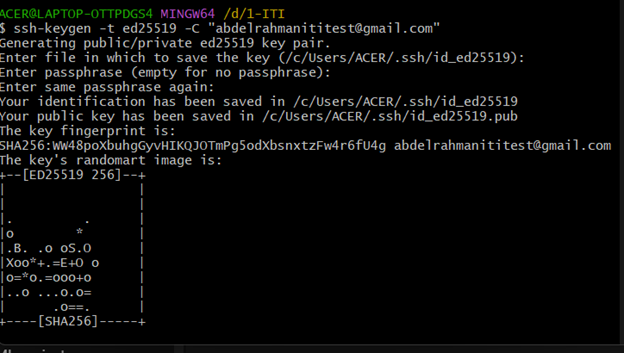 ACER@LAPTOP-OTTPDGS4 MINGW64 /d/1-ITI
$ ssh-keygen -t ed25519 -C "abdelrahmanititest@gmail.com"
Generating public/private ed25519 key pair.
Enter file in which to save the key (/c/Users/ACER/.ssh/id_ed25519):
Enter passphrase (empty for no passphrase):
Enter same passphrase again:
Your identification has been saved in /c/Users/ACER/.ssh/id_ed25519
Your public key has been saved in /c/Users/ACER/.ssh/id_ed25519.pub
The key fingerprint is:
SHA256:WW48poXbuhgGyvHIKQJOTmPg5odXbsnxtzFw4r6fU4g abdelrahmanititest@gmail.com
The key's randomart image is:
+--[ED25519 256]--+
|                 |
|                 |
|.         .      |
|o        *       |
|.B. .o oS.O      |
|Xoo*+.=E+O o     |
|o=*o.=ooo+o      |
|..o ...o.o=      |
|      .o==.      |
+----[SHA256]-----+